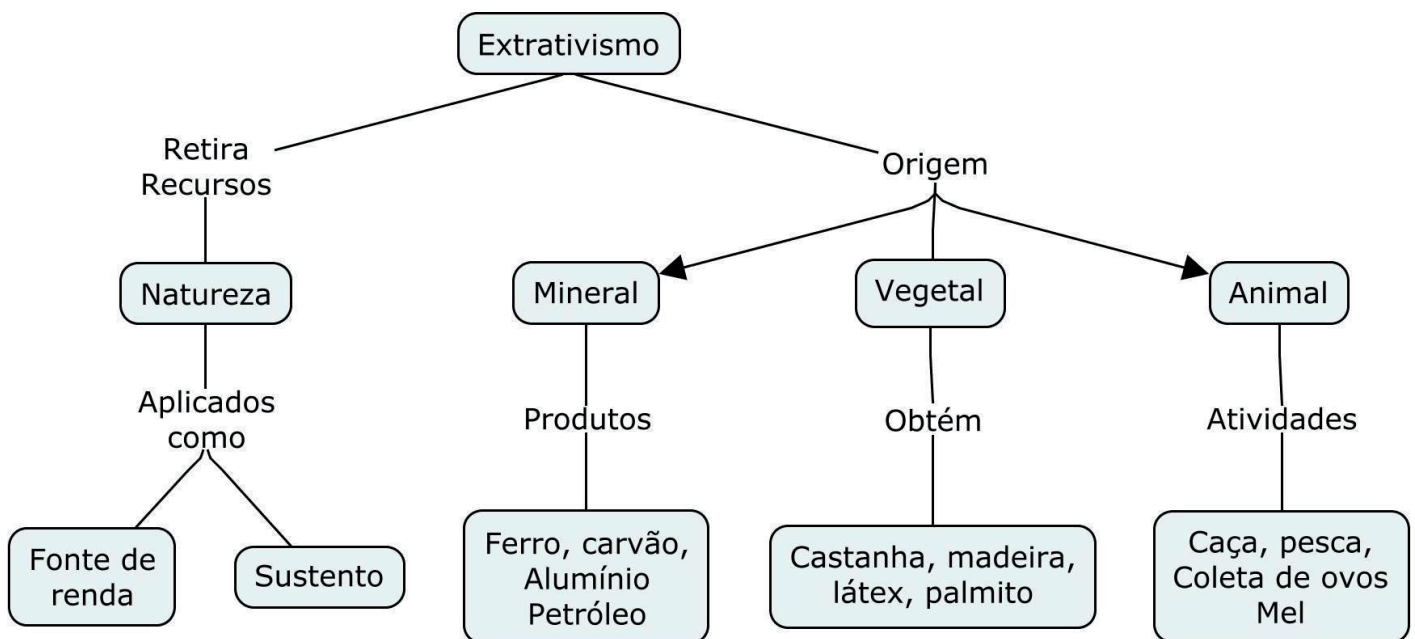 Extrativismo
Retira
Recursos
Origem
Natureza
Mineral
Vegetal
Animal
Aplicados
como
Produtos
Obtém
Atividades
Fonte de
renda
Sustento
Ferro, carvão,
Alumínio
Petróleo
Castanha, madeira,
látex, palmito
Caça, pesca,
Coleta de ovos
Mel